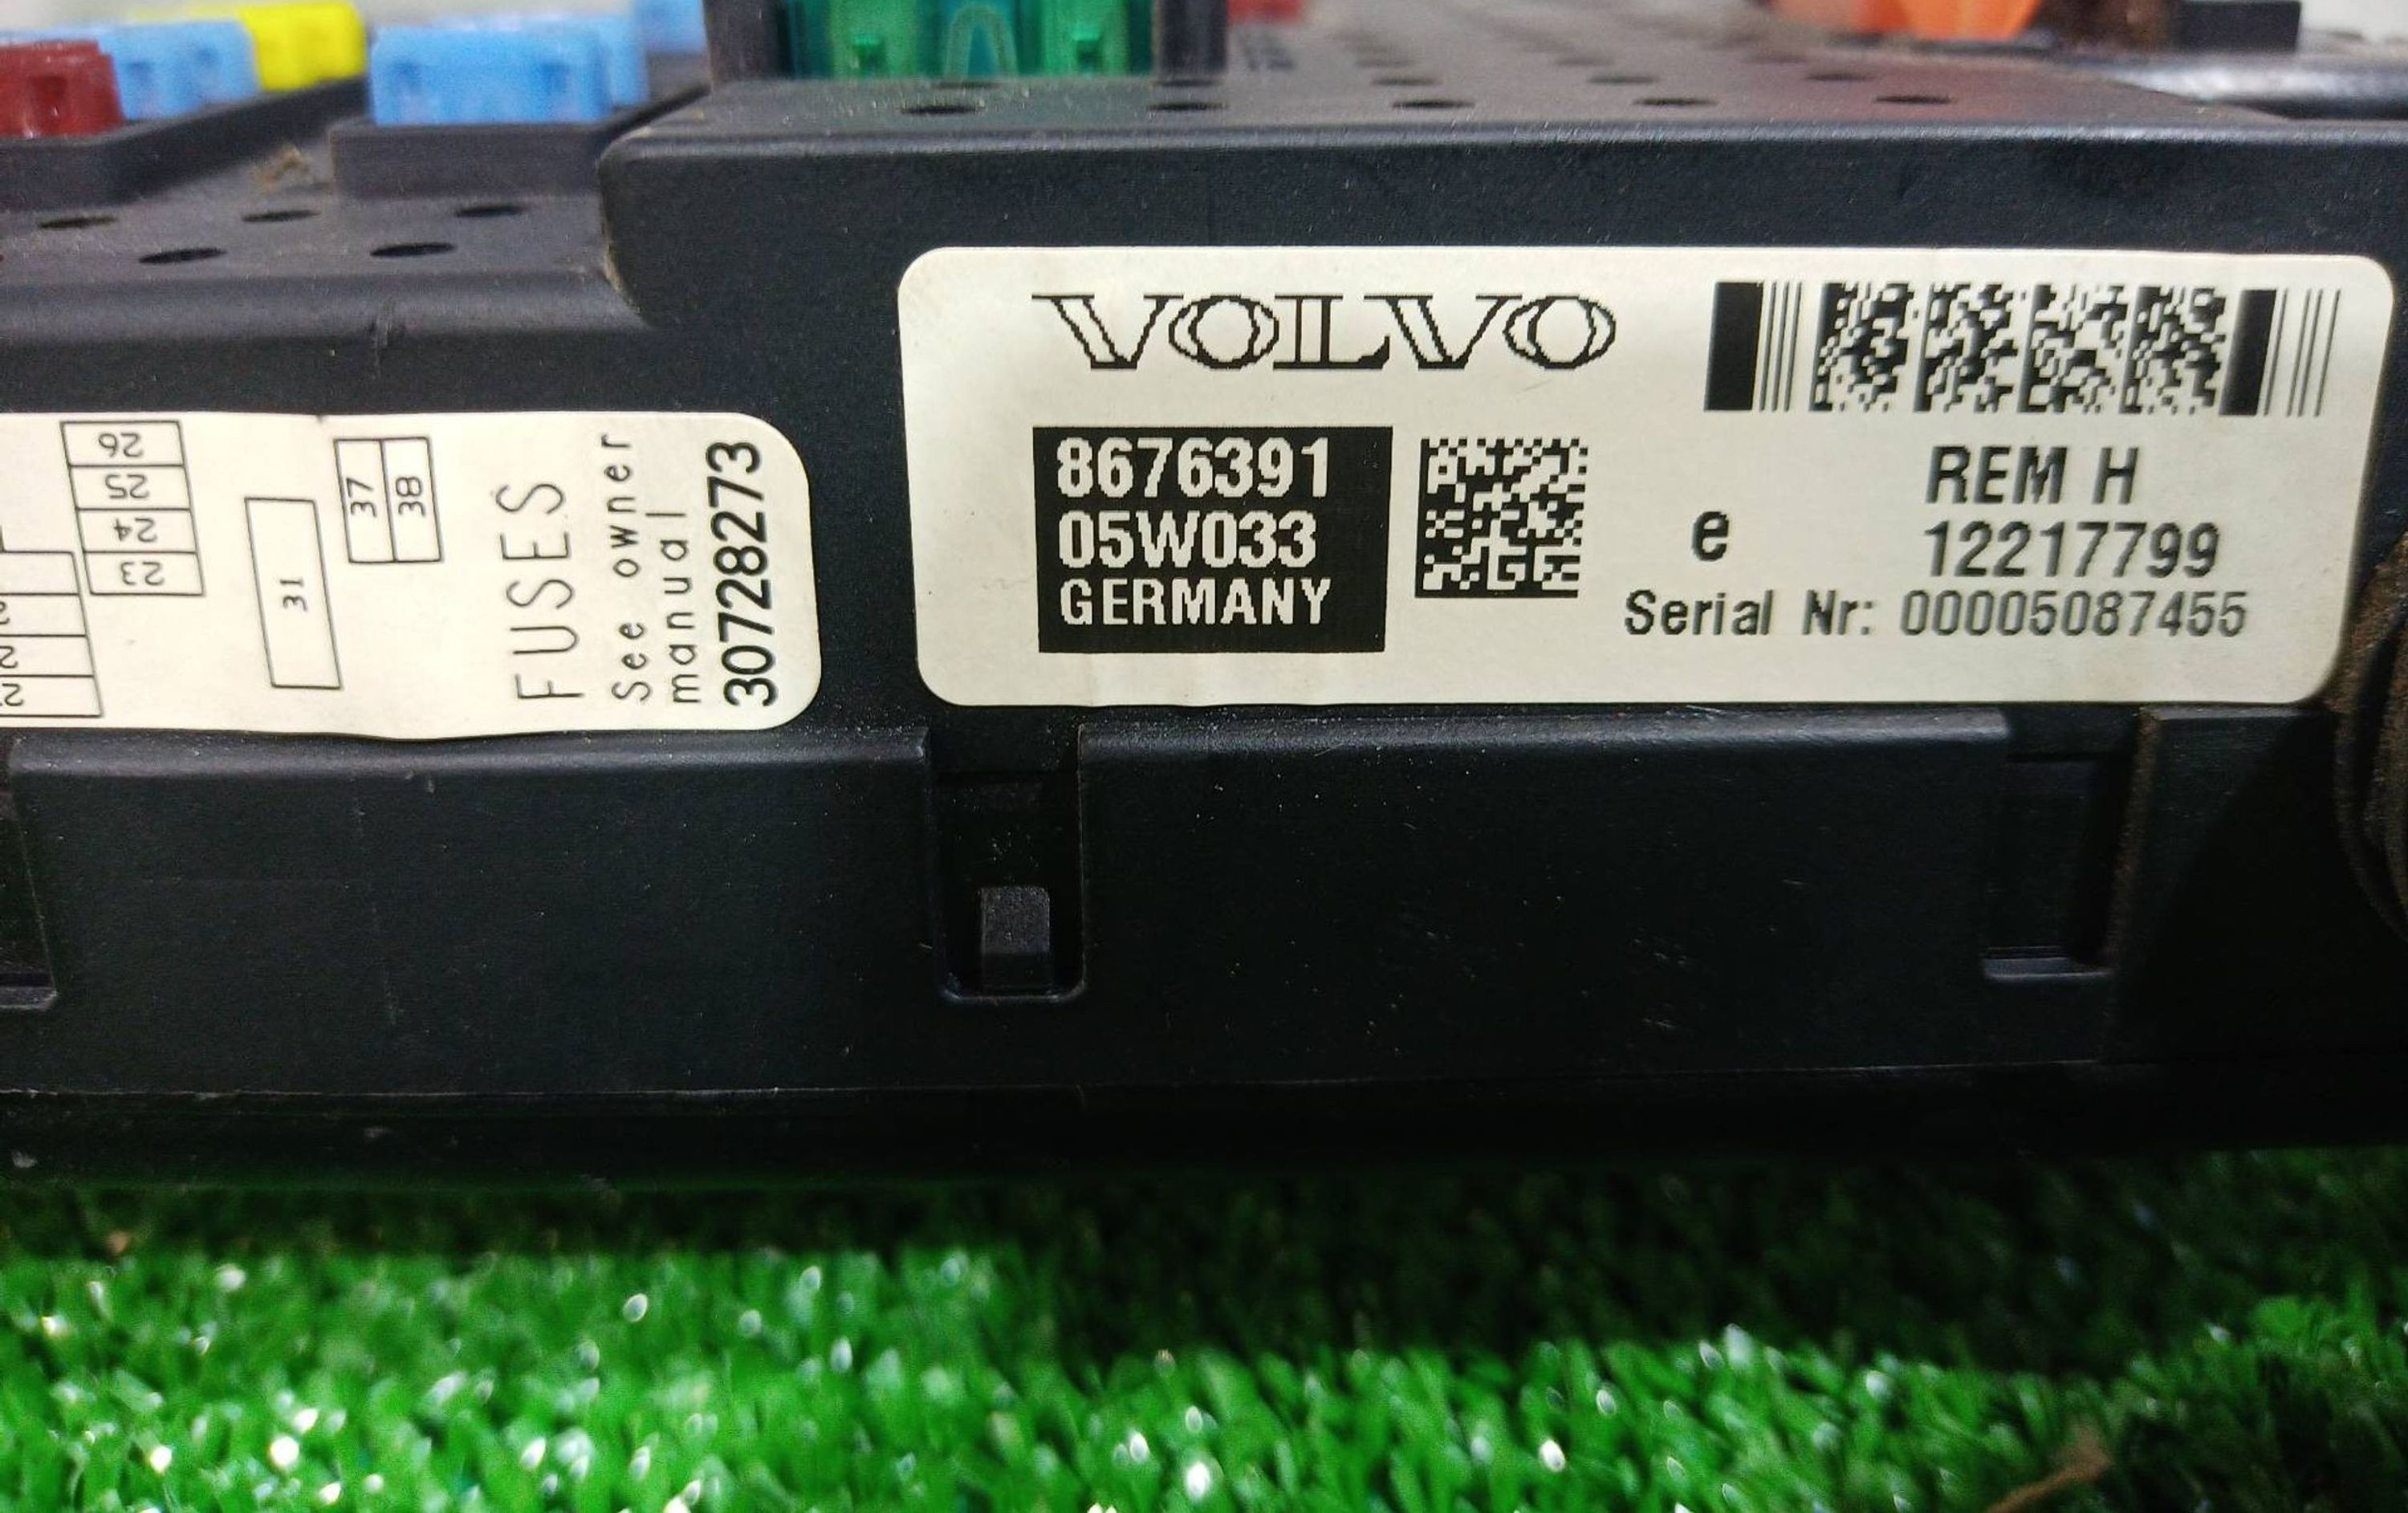 VOLVO
8676391
05W033
GERMANY
e
REM H
12217799
Serial Nr: 00005087455
FUSES
See owner
manual
30728273
26
25
24
23
31
37
38